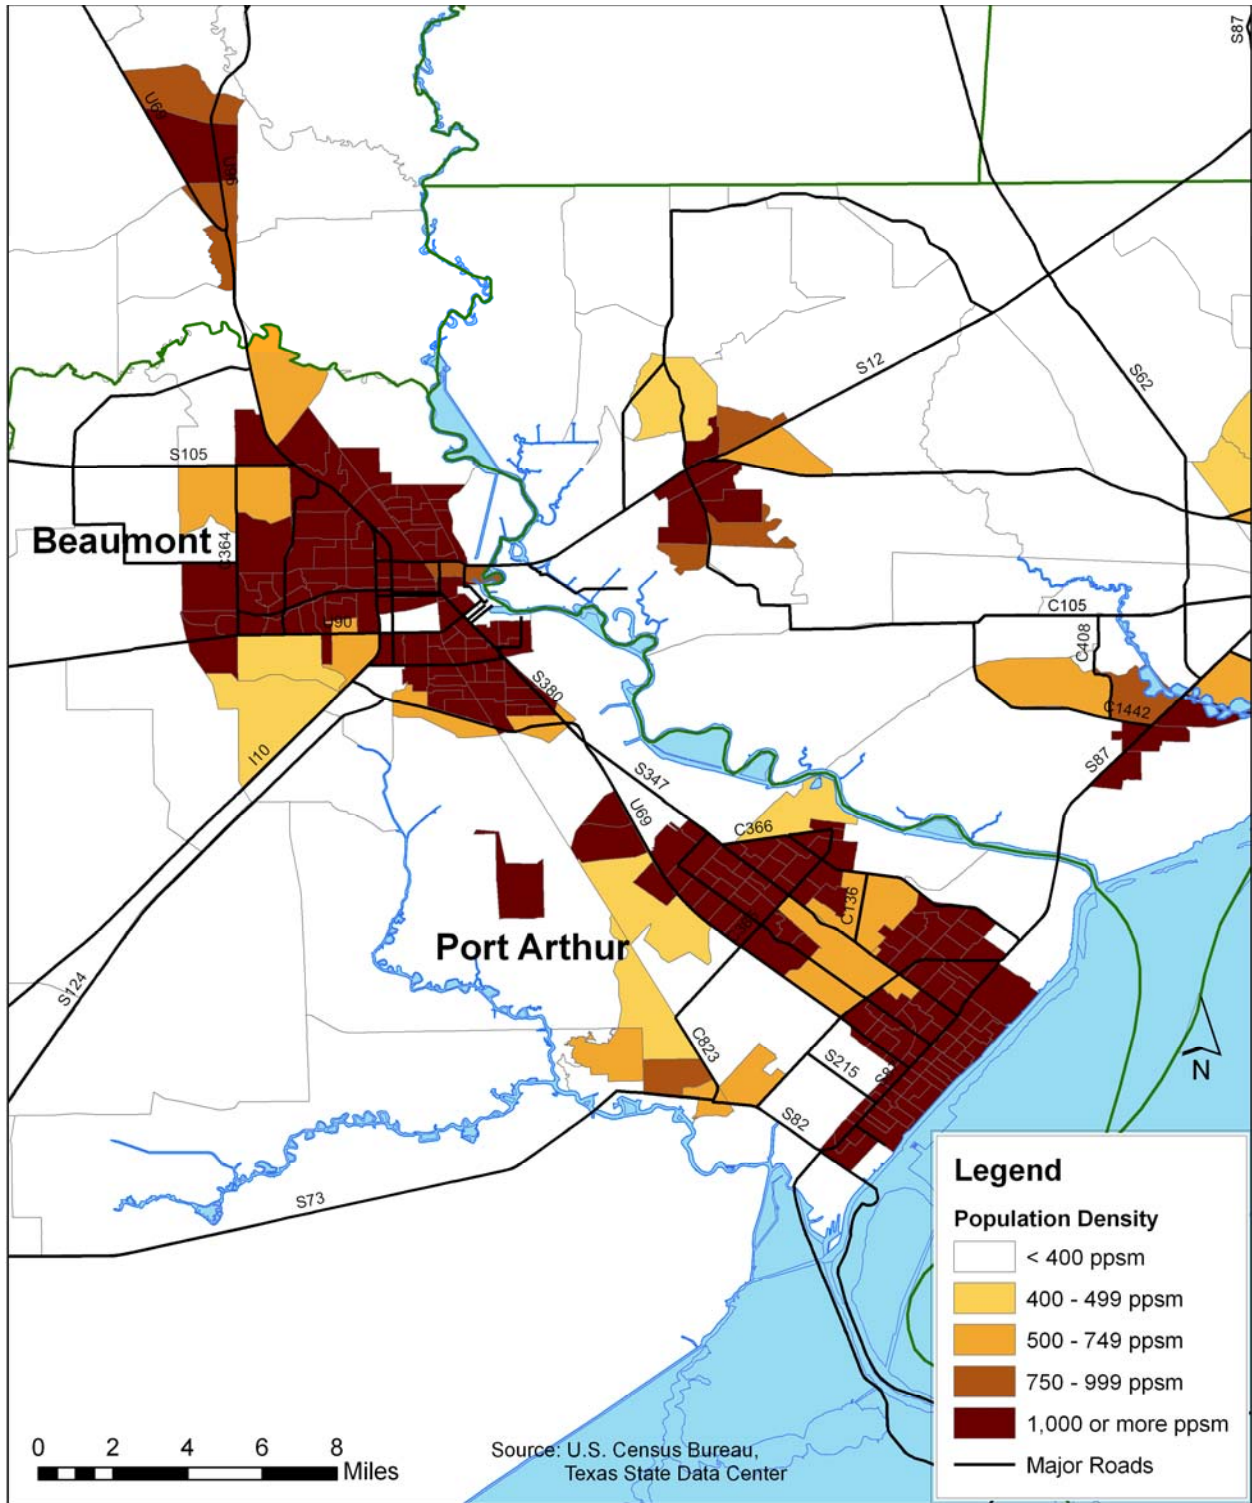 S87
U69
U96
S12
S62
S105
Beaumont
C364
U90
C105
C408
C1442
S380
I10
S347
S87
U69
C366
C136
Port Arthur
S124
C823
S215
S82
N
S73
Legend
Population Density
< 400 ppsm
400 - 499 ppsm
500 - 749 ppsm
750 - 999 ppsm
1,000 or more ppsm
Major Roads
0 2 4 6 8
Miles
Source: U.S. Census Bureau,
Texas State Data Center